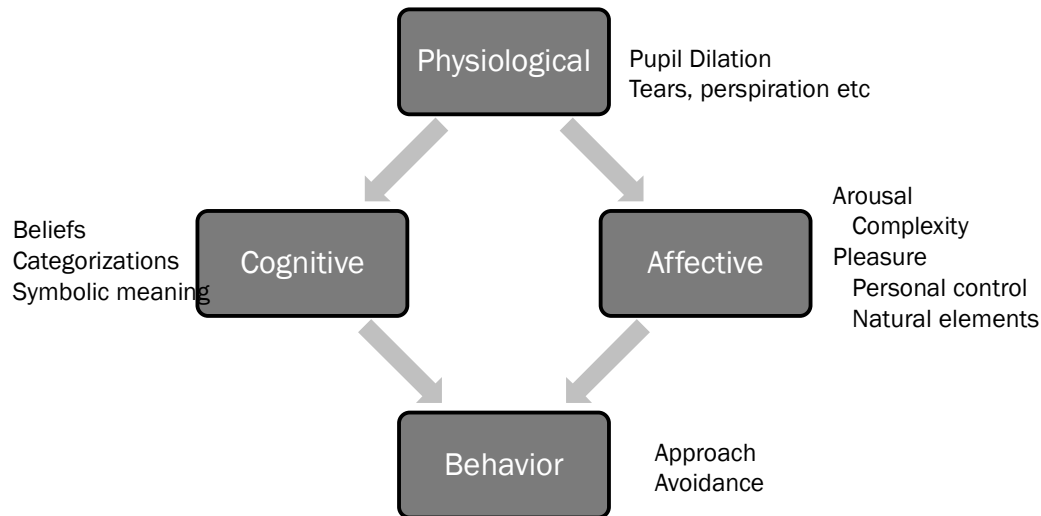 Physiological
Pupil Dilation
Tears, perspiration etc
Beliefs
Categorizations
Symbolic meaning
Cognitive
Affective
Arousal
Complexity
Pleasure
Personal control
Natural elements
Behavior
Approach
Avoidance